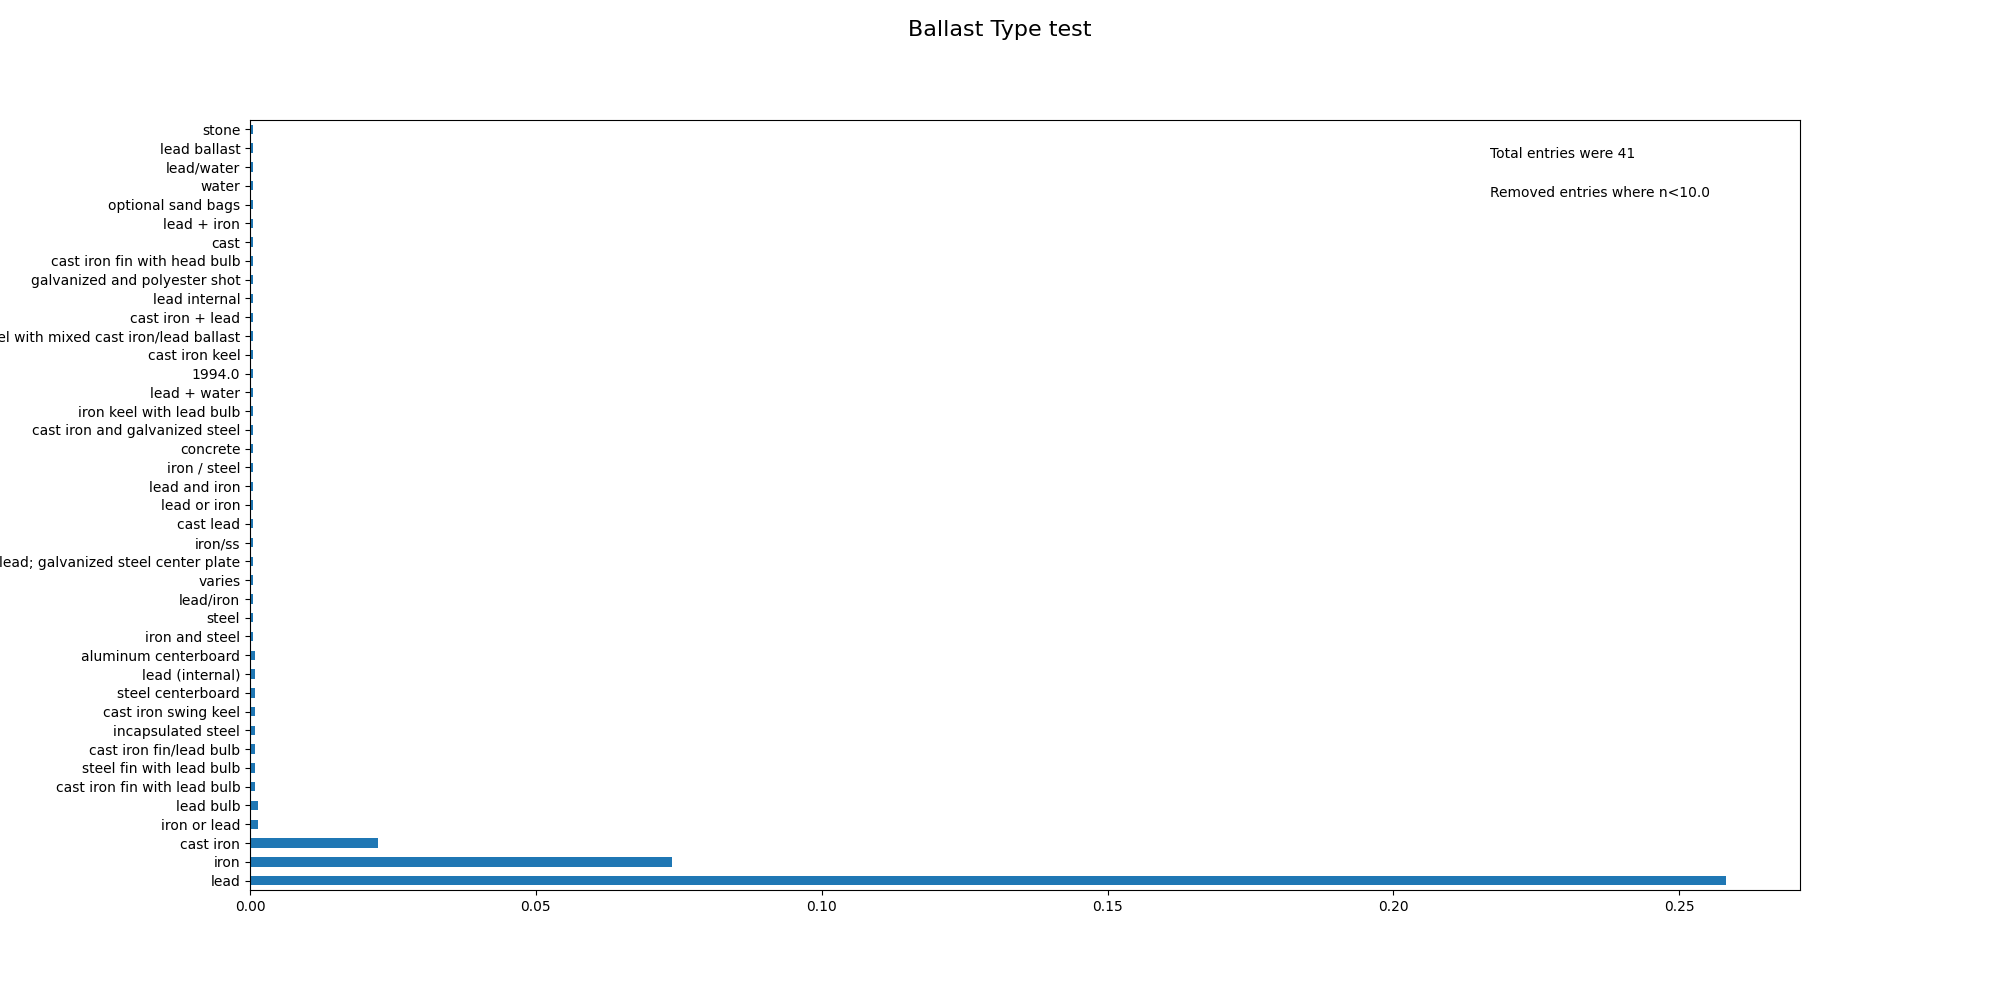 Ballast Type test
stone
lead ballast
lead/water
water
optional sand bags
lead + iron
cast
cast iron fin with head bulb
galvanized and polyester shot
lead internal
cast iron + lead
el with mixed cast iron/lead ballast
cast iron keel
1994.0
lead + water
iron keel with lead bulb
cast iron and galvanized steel
concrete
iron / steel
lead and iron
lead or iron
cast lead
iron/ss
lead; galvanized steel center plate
varies
lead/iron
steel
iron and steel
aluminum centerboard
lead (internal)
steel centerboard
cast iron swing keel
incapsulated steel
cast iron fin/lead bulb
steel fin with lead bulb
cast iron fin with lead bulb
lead bulb
iron or lead
cast iron
iron
lead
Total entries were 41
Removed entries where n<10.0
0.00 0.05 0.10 0.15 0.20 0.25